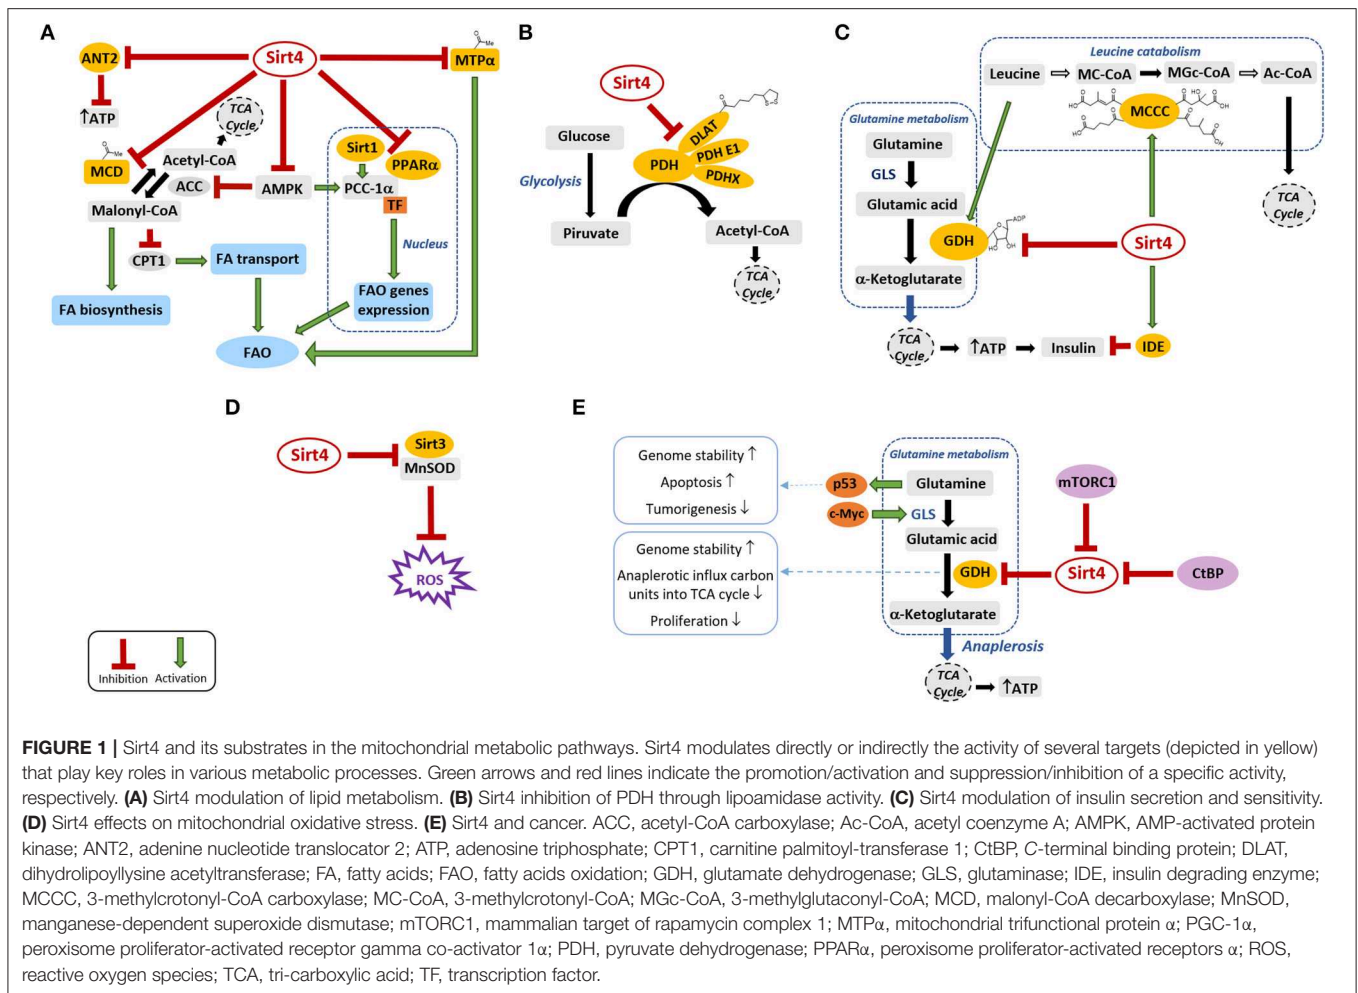 A
Sirt4
ANT2
Me
O
MTPα
↑ATP
TCA
Cycle
Me
O
MCD
Acetyl-CoA
ACC
AMPK
Malonyl-CoA
CPT1
FA transport
FA biosynthesis
FAO
Sirt1
PPARα
PCC-1α
TF
Nucleus
FAO genes
expression
B
Sirt4
O
S-S
Glucose
DLAT
PDH
PDH E1
PDHX
Glycolysis
Piruvate
Acetyl-CoA
TCA
Cycle
C
Leucine catabolism
Leucine
MC-CoA
MGc-CoA
Ac-CoA
MCCC
Glutamine metabolism
Glutamine
GLS
Glutamic acid
GDH
ADP
α-Ketoglutarate
Sirt4
TCA
Cycle
TCA
Cycle
↑ATP
Insulin
IDE
D
Sirt4
Sirt3
MnSOD
ROS
Inhibition
Activation
E
Genome stability ↑
Apoptosis ↑
Tumorigenesis ↓
Genome stability ↑
Anaplerotic influx carbon
units into TCA cycle ↓
Proliferation ↓
Glutamine metabolism
p53
Glutamine
c-Myc
GLS
Glutamic acid
GDH
α-Ketoglutarate
mTORC1
Sirt4
CtBP
Anaplerosis
TCA
Cycle
↑ATP
FIGURE 1 | Sirt4 and its substrates in the mitochondrial metabolic pathways. Sirt4 modulates directly or indirectly the activity of several targets (depicted in yellow)
that play key roles in various metabolic processes. Green arrows and red lines indicate the promotion/activation and suppression/inhibition of a specific activity,
respectively. (A) Sirt4 modulation of lipid metabolism. (B) Sirt4 inhibition of PDH through lipoamidase activity. (C) Sirt4 modulation of insulin secretion and sensitivity.
(D) Sirt4 effects on mitochondrial oxidative stress. (E) Sirt4 and cancer. ACC, acetyl-CoA carboxylase; Ac-CoA, acetyl coenzyme A; AMPK, AMP-activated protein
kinase; ANT2, adenine nucleotide translocator 2; ATP, adenosine triphosphate; CPT1, carnitine palmitoyl-transferase 1; CtBP, C-terminal binding protein; DLAT,
dihydrolipoyllysine acetyltransferase; FA, fatty acids; FAO, fatty acids oxidation; GDH, glutamate dehydrogenase; GLS, glutaminase; IDE, insulin degrading enzyme;
MCCC, 3-methylcrotonyl-CoA carboxylase; MC-CoA, 3-methylcrotonyl-CoA; MGc-CoA, 3-methylglutaconyl-CoA; MCD, malonyl-CoA decarboxylase; MnSOD,
manganese-dependent superoxide dismutase; mTORC1, mammalian target of rapamycin complex 1; MTPα, mitochondrial trifunctional protein α; PGC-1α,
peroxisome proliferator-activated receptor gamma co-activator 1α; PDH, pyruvate dehydrogenase; PPARα, peroxisome proliferator-activated receptors α; ROS,
reactive oxygen species; TCA, tri-carboxylic acid; TF, transcription factor.